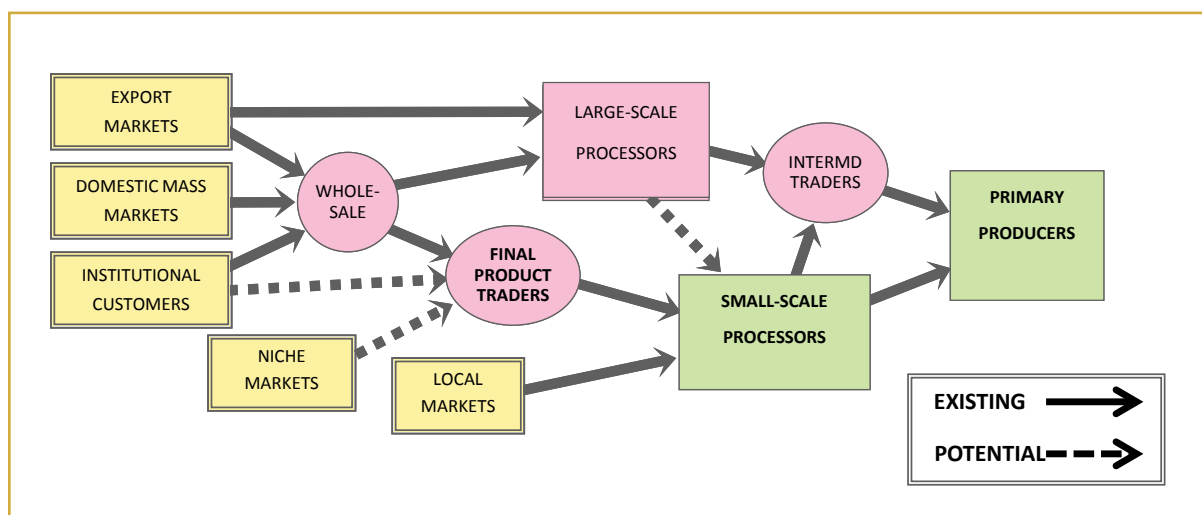 EXPORT
MARKETS
DOMESTIC MASS
MARKETS
INSTITUTIONAL
CUSTOMERS
NICHE
MARKETS
LOCAL
MARKETS
WHOLE-
SALE
FINAL
PRODUCT
TRADERS
LARGE-SCALE
PROCESSORS
SMALL-SCALE
PROCESSORS
INTERMD
TRADERS
PRIMARY
PRODUCERS
EXISTING
POTENTIAL